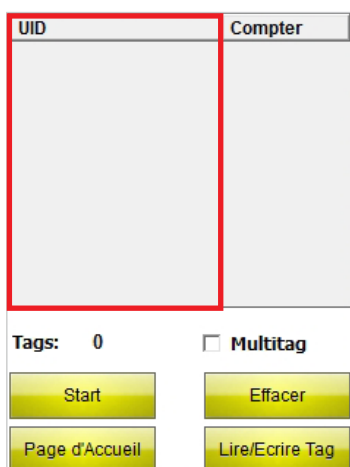 UID Compter
Tags: 0 Multitag
Start Effacer
Page d'Accueil Lire/Ecrire Tag